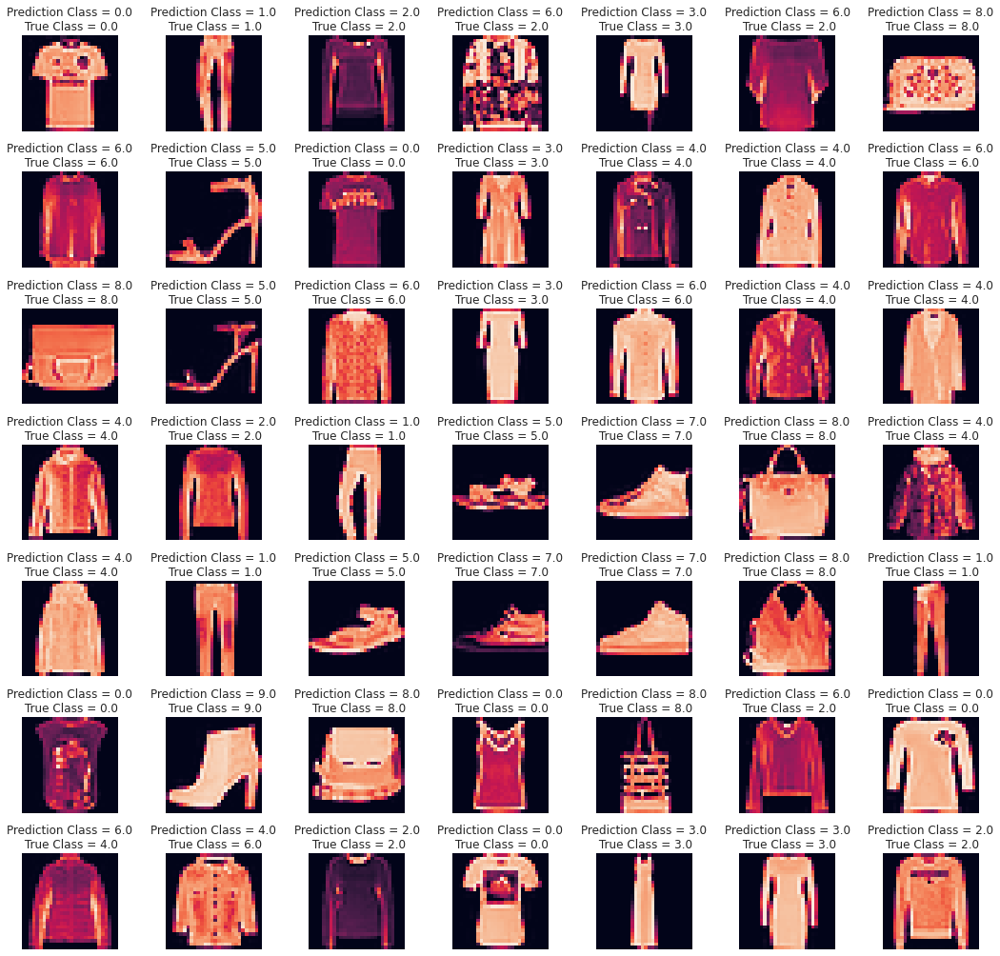 Prediction Class = 0.0
True Class = 0.0
Prediction Class = 1.0
True Class = 1.0
Prediction Class = 2.0
True Class = 2.0
Prediction Class = 6.0
True Class = 2.0
Prediction Class = 3.0
True Class = 3.0
Prediction Class = 6.0
True Class = 2.0
Prediction Class = 8.0
True Class = 8.0
Prediction Class = 6.0
True Class = 6.0
Prediction Class = 5.0
True Class = 5.0
Prediction Class = 0.0
True Class = 0.0
Prediction Class = 3.0
True Class = 3.0
Prediction Class = 4.0
True Class = 4.0
Prediction Class = 4.0
True Class = 4.0
Prediction Class = 6.0
True Class = 6.0
Prediction Class = 8.0
True Class = 8.0
Prediction Class = 5.0
True Class = 5.0
Prediction Class = 6.0
True Class = 6.0
Prediction Class = 3.0
True Class = 3.0
Prediction Class = 6.0
True Class = 6.0
Prediction Class = 4.0
True Class = 4.0
Prediction Class = 4.0
True Class = 4.0
Prediction Class = 4.0
True Class = 4.0
Prediction Class = 2.0
True Class = 2.0
Prediction Class = 1.0
True Class = 1.0
Prediction Class = 5.0
True Class = 5.0
Prediction Class = 7.0
True Class = 7.0
Prediction Class = 8.0
True Class = 8.0
Prediction Class = 4.0
True Class = 4.0
Prediction Class = 4.0
True Class = 4.0
Prediction Class = 1.0
True Class = 1.0
Prediction Class = 5.0
True Class = 5.0
Prediction Class = 7.0
True Class = 7.0
Prediction Class = 7.0
True Class = 7.0
Prediction Class = 8.0
True Class = 8.0
Prediction Class = 1.0
True Class = 1.0
Prediction Class = 0.0
True Class = 0.0
Prediction Class = 9.0
True Class = 9.0
Prediction Class = 8.0
True Class = 8.0
Prediction Class = 0.0
True Class = 0.0
Prediction Class = 8.0
True Class = 8.0
Prediction Class = 6.0
True Class = 2.0
Prediction Class = 0.0
True Class = 0.0
Prediction Class = 6.0
True Class = 4.0
Prediction Class = 4.0
True Class = 6.0
Prediction Class = 2.0
True Class = 2.0
Prediction Class = 0.0
True Class = 0.0
Prediction Class = 3.0
True Class = 3.0
Prediction Class = 3.0
True Class = 3.0
Prediction Class = 2.0
True Class = 2.0